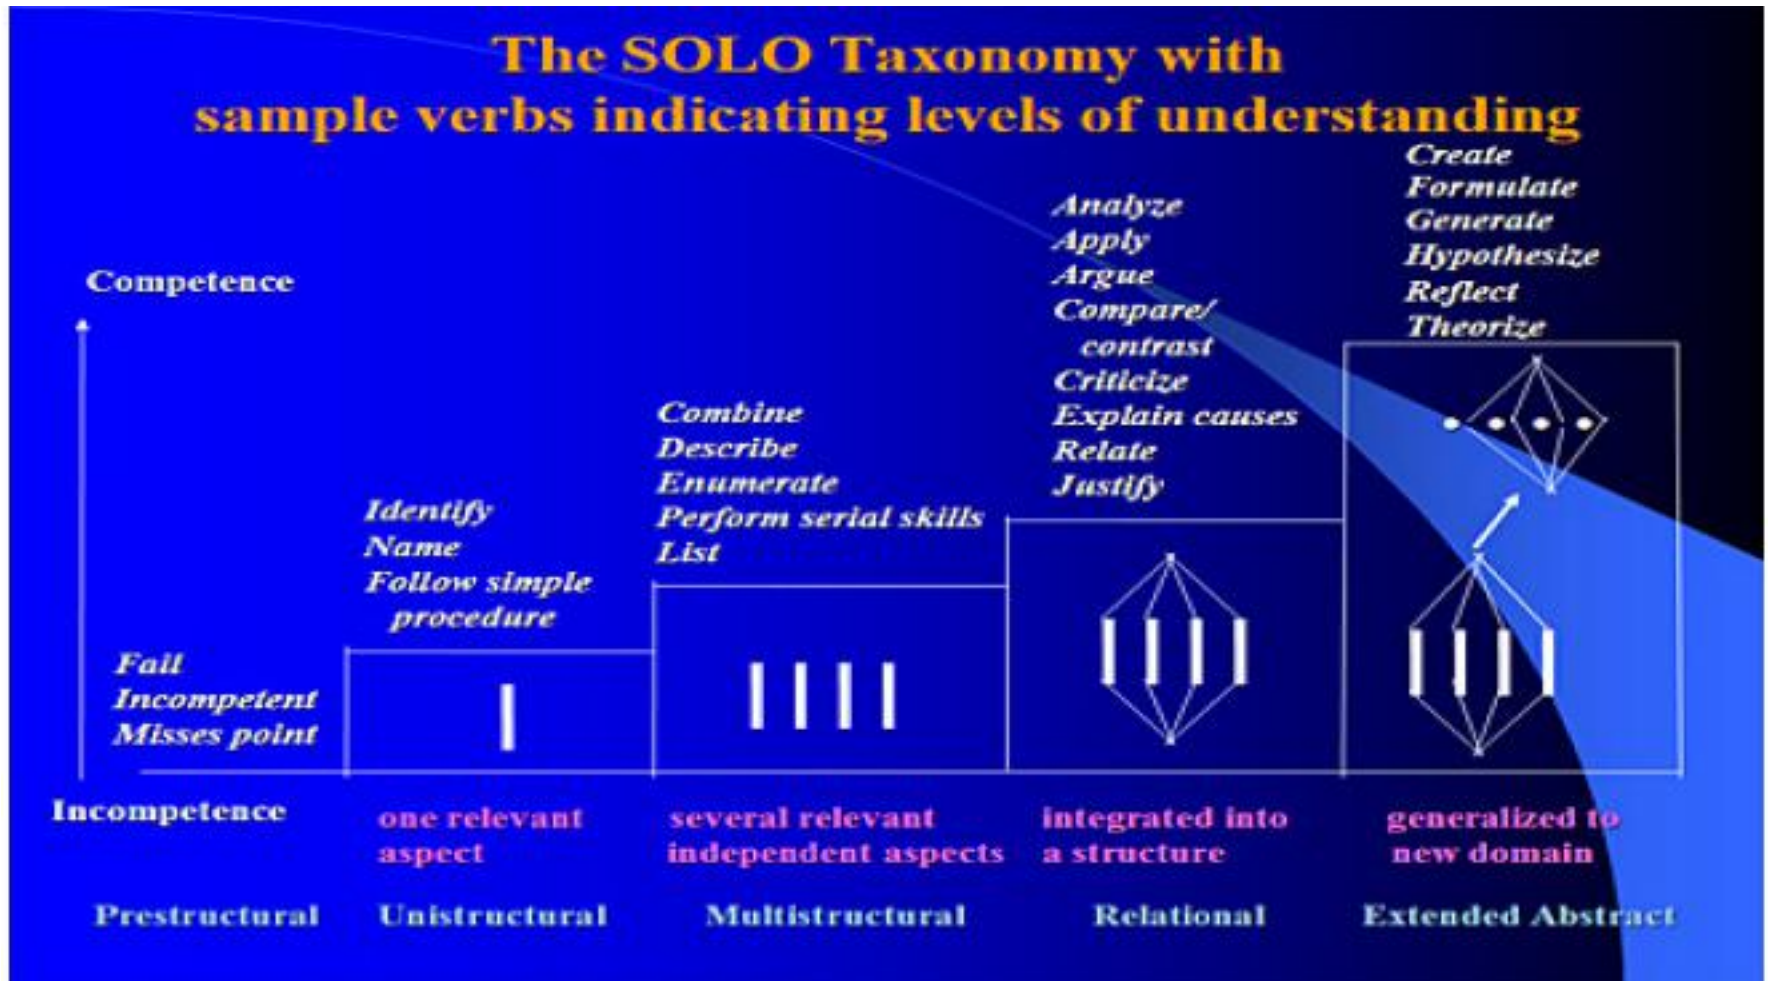 The SOLO Taxonomy with
sample verbs indicating levels of understanding
Competence
Fail
Incompetent
Misses point
Incompetence
Prestructural
Identify
Name
Follow simple
procedure
one relevant
aspect
Unistructural
Combine
Describe
Enumerate
Perform serial skills
List
several relevant
independent aspects
Multistructural
Analyze
Apply
Argue
Compare/
contrast
Criticize
Explain causes
Relate
Justify
integrated into
a structure
Relational
Create
Formulate
Generate
Hypothesize
Reflect
Theorize
generalized to
new domain
Extended Abstract